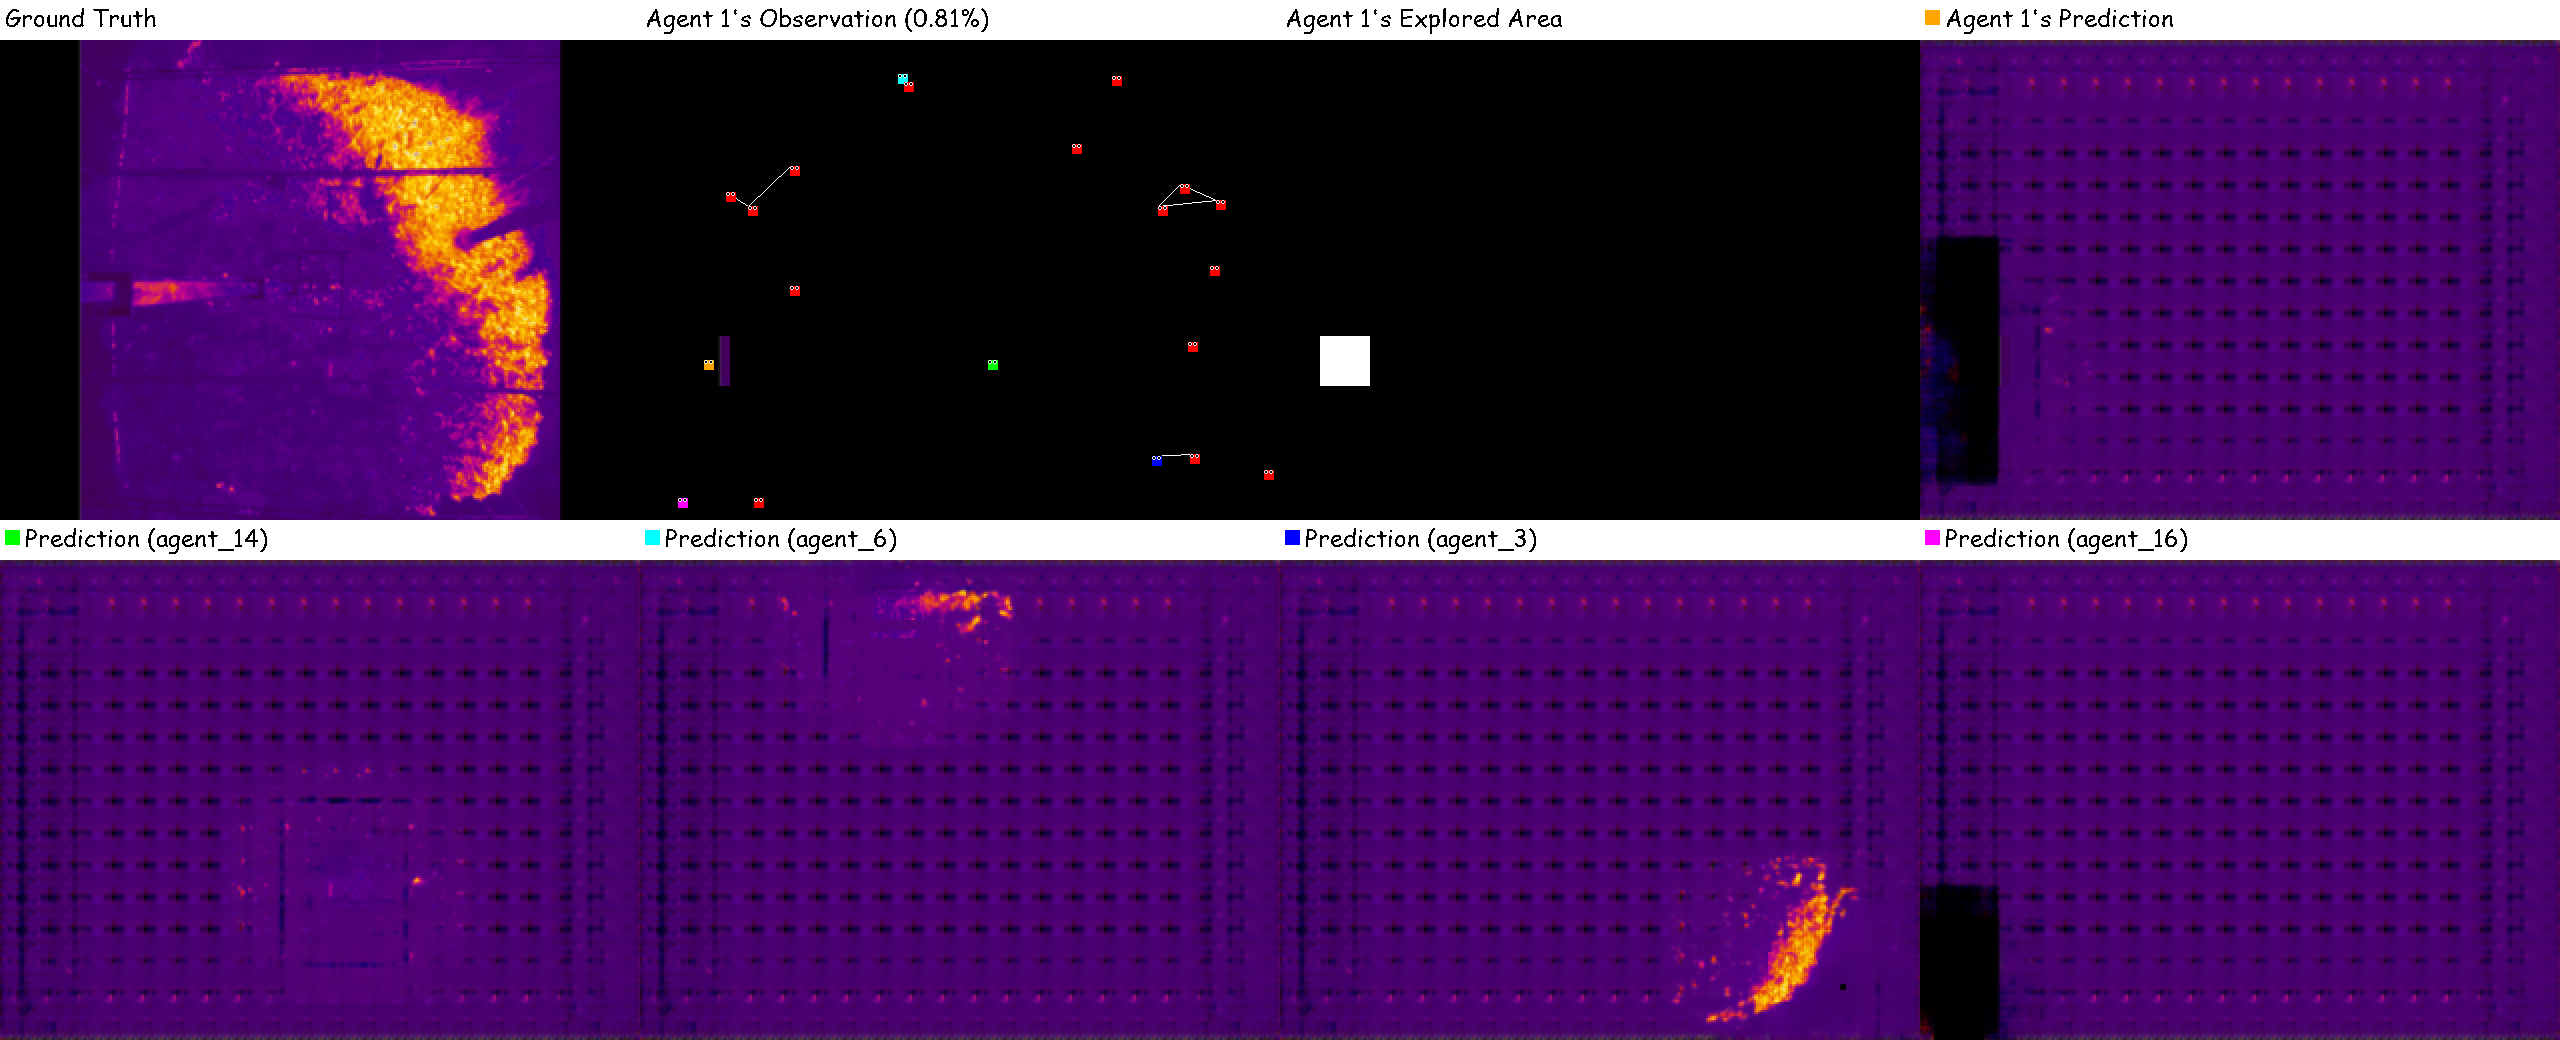 Ground Truth
Agent 1's Observation (0.81%)
Agent 1's Explored Area
Agent 1's Prediction
Prediction (agent_14)
Prediction (agent_6)
Prediction (agent_3)
Prediction (agent_16)